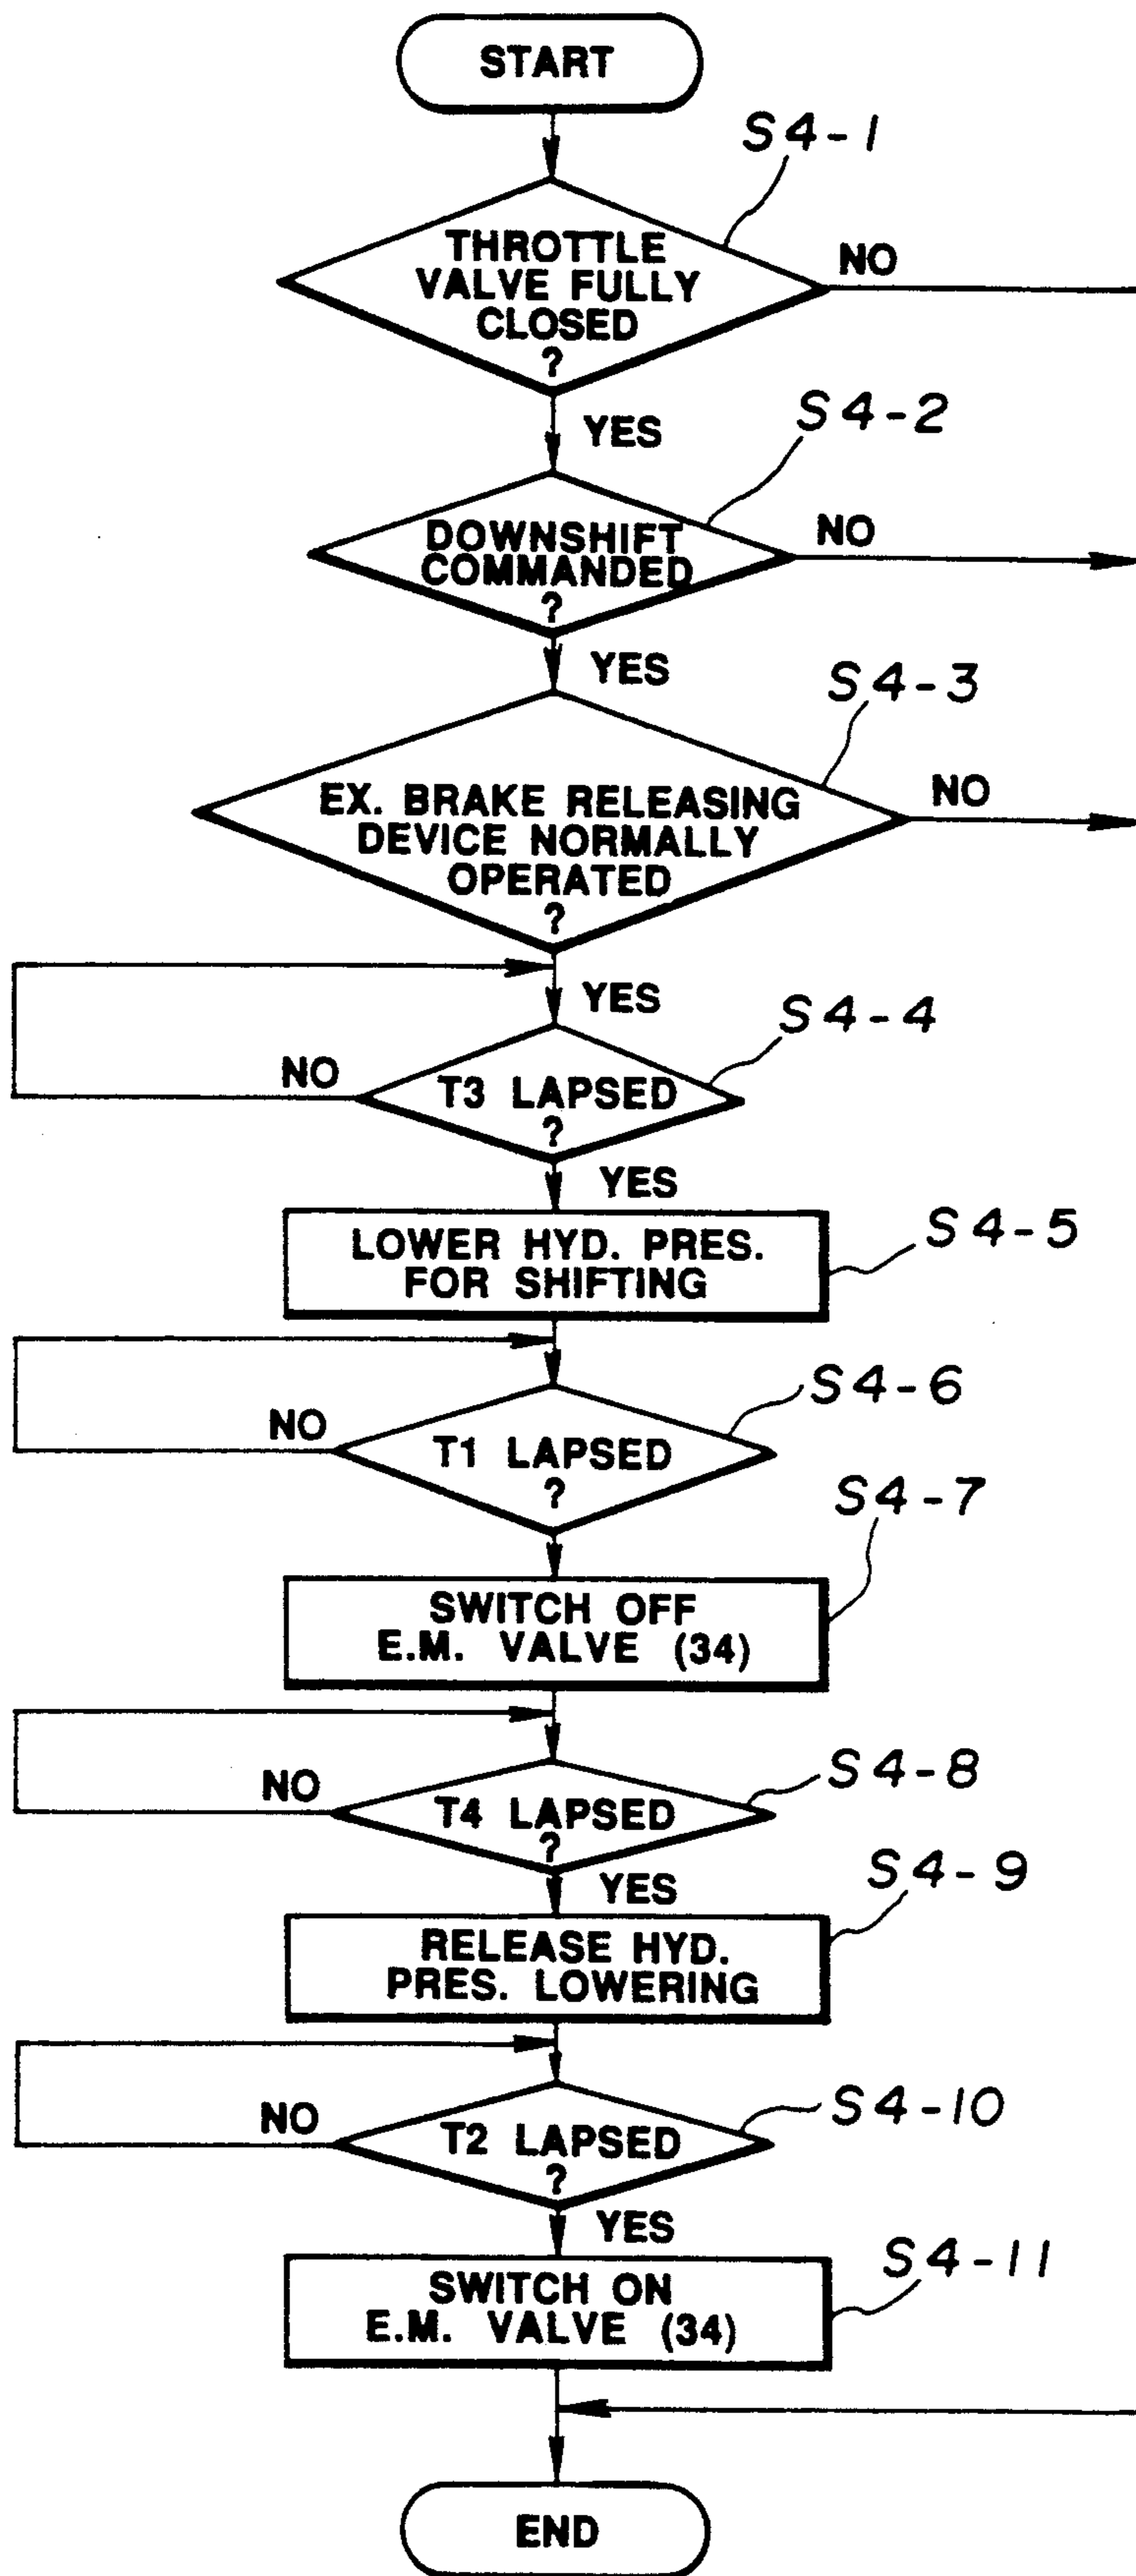 START
S4-1
THROTTLE
VALVE FULLY
CLOSED
?
NO
YES
S4-2
DOWNSHIFT
COMMANDED
?
NO
YES
S4-3
EX. BRAKE RELEASING
DEVICE NORMALLY
OPERATED
?
NO
YES
S4-4
T3 LAPSED
?
NO
YES
LOWER HYD. PRES.
FOR SHIFTING
S4-5
S4-6
T1 LAPSED
?
NO
S4-7
SWITCH OFF
E.M. VALVE (34)
S4-8
T4 LAPSED
?
NO
YES
S4-9
RELEASE HYD.
PRES. LOWERING
S4-10
T2 LAPSED
?
NO
YES
S4-11
SWITCH ON
E.M. VALVE (34)
END